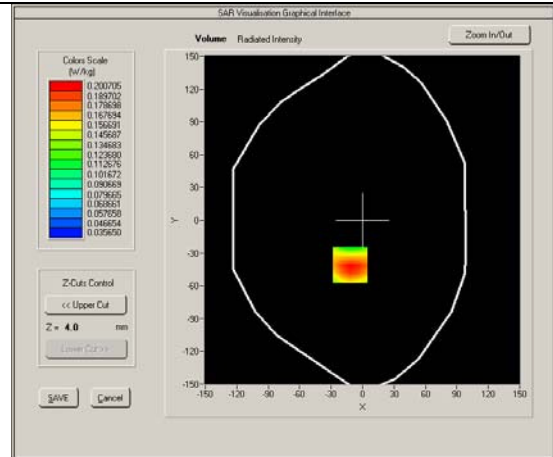 SAR Visualisation Graphical Interface
Volume Radiated Intensity
Zoom In/Out
Colors Scale
(W/kg)
0.200705
0.189702
0.178698
0.167694
0.156691
0.145687
0.134683
0.123680
0.112676
0.101672
0.090669
0.079665
0.068661
0.057658
0.046654
0.035650
Z-Cuts Control
<< Upper Cut
Z = 4.0 mm
SAVE
Cancel
150
120
90
60
30
0
-30
-60
-90
-120
-150
Y
-150 -120 -90 -60 -30 0 30 60 90 120 150
X